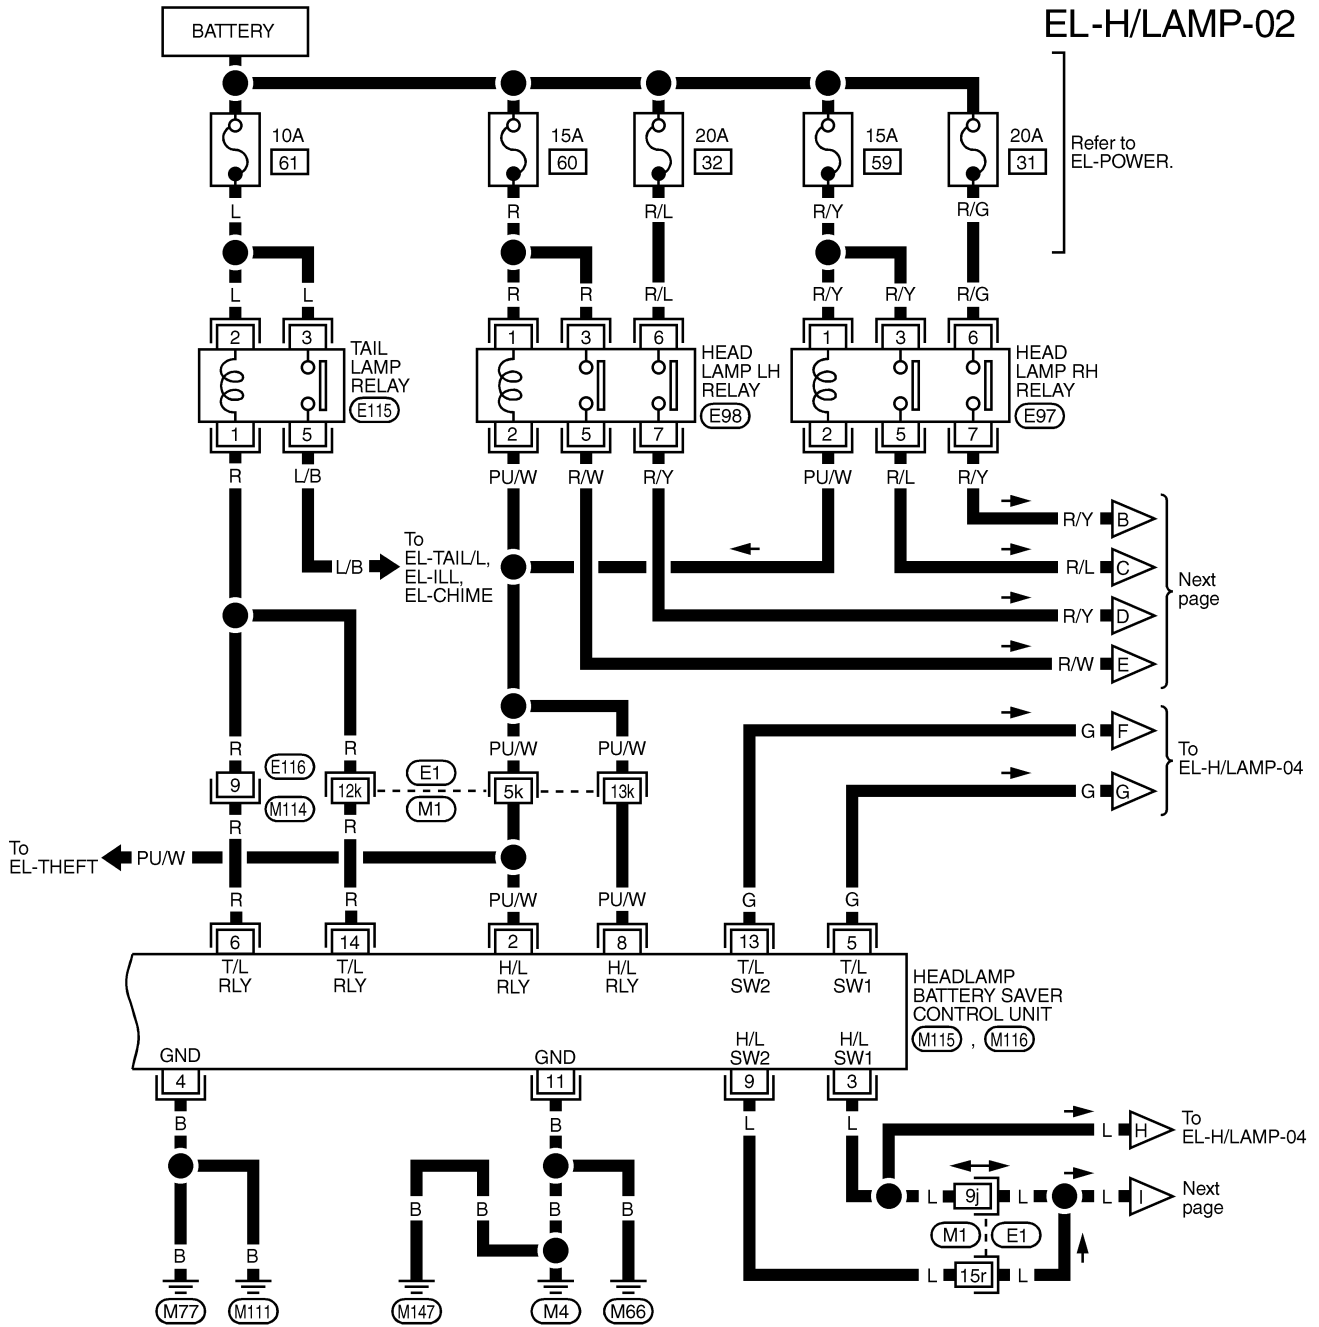 EL-H/LAMP-02
BATTERY
10A
61
15A
60
20A
32
15A
59
20A
31
Refer to
EL-POWER.
L
R
R/L
R/Y
R/G
L
L
R
R
R/L
R/Y
R/Y
R/G
2
3
1
3
6
1
3
6
TAIL
LAMP
RELAY
E115
HEAD
LAMP LH
RELAY
E98
HEAD
LAMP RH
RELAY
E97
1
5
2
5
7
2
5
7
R
L/B
PU/W
R/W
R/Y
PU/W
R/L
R/Y
R/Y
B
L/B
To
EL-TAIL/L,
EL-ILL,
EL-CHIME
R/L
C
R/Y
D
R/W
E
Next
page
G
F
G
G
To
EL-H/LAMP-04
R
R
PU/W
PU/W
9
E116
M114
12k
E1
M1
5k
13k
R
R
To
EL-THEFT
PU/W
R
R
PU/W
PU/W
G
G
6
14
2
8
13
5
T/L
RLY
T/L
RLY
H/L
RLY
H/L
RLY
T/L
SW2
T/L
SW1
HEADLAMP
BATTERY SAVER
CONTROL UNIT
M115 , M116
GND
GND
H/L
SW2
H/L
SW1
4
11
9
3
B
B
L
L
L
H
To
EL-H/LAMP-04
L
9j
L
L
I
Next
page
B
B
B
B
M1
E1
B
B
L
15r
L
M77
M111
M147
M4
M66